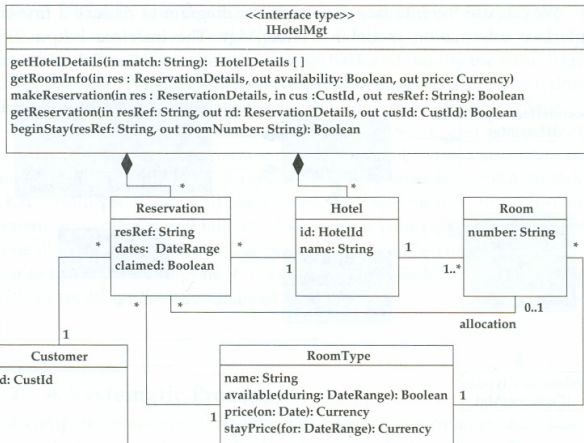 <<interface type>>
IHotelMgt
getHotelDetails(in match: String): HotelDetails [ ]
getRoomInfo(in res : ReservationDetails, out availability: Boolean, out price: Currency)
makeReservation(in res : ReservationDetails, in cus :CustId , out resRef: String): Boolean
getReservation(in resRef: String, out rd: ReservationDetails, out cusId: CustId): Boolean
beginStay(resRef: String, out roomNumber: String): Boolean
*
*
Reservation
resRef: String
dates: DateRange
claimed: Boolean
Hotel
id: HotelId
name: String
Room
number: String
*
*
1
1
1..*
*
*
*
0..1
allocation
1
Customer
d: CustId
RoomType
name: String
available(during: DateRange): Boolean
price(on: Date): Currency
stayPrice(for: DateRange): Currency
1
1